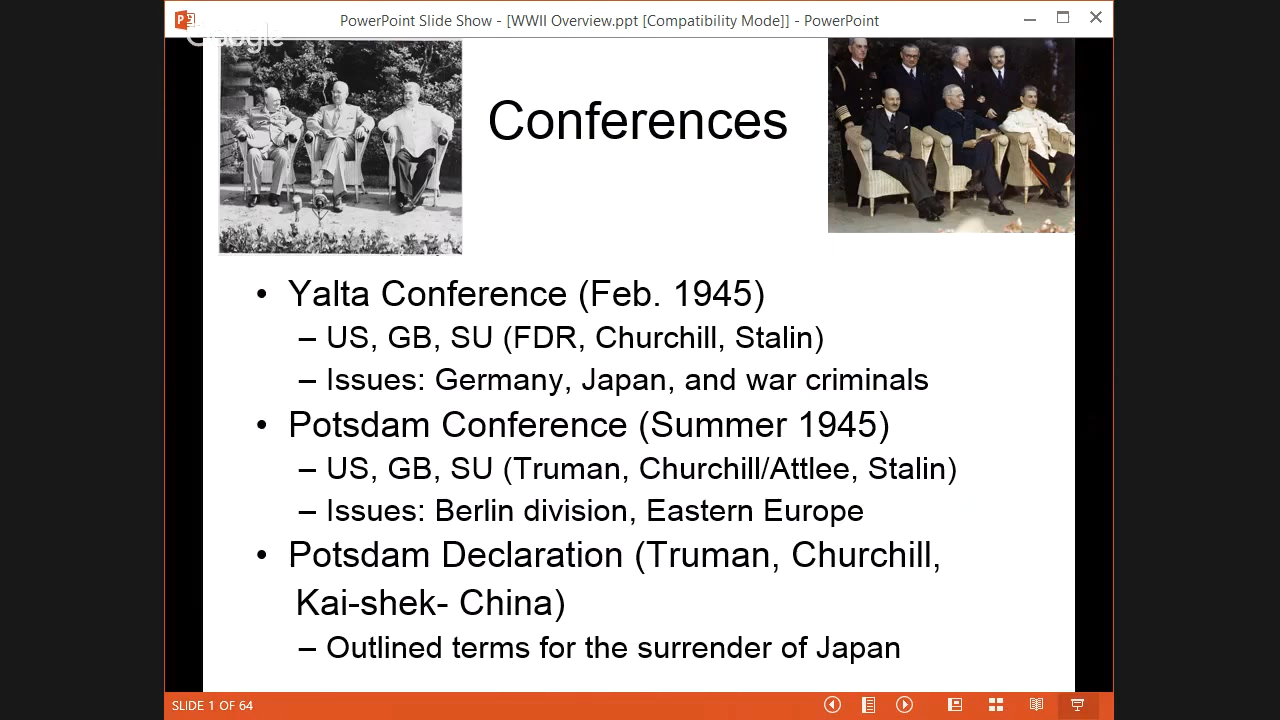 PowerPoint Slide Show - [WWII Overview.ppt [Compatibility Mode]] - PowerPoint
Google
Conferences
• Yalta Conference (Feb. 1945)
– US, GB, SU (FDR, Churchill, Stalin)
– Issues: Germany, Japan, and war criminals
• Potsdam Conference (Summer 1945)
– US, GB, SU (Truman, Churchill/Attlee, Stalin)
– Issues: Berlin division, Eastern Europe
• Potsdam Declaration (Truman, Churchill,
Kai-shek- China)
– Outlined terms for the surrender of Japan
SLIDE 1 OF 64